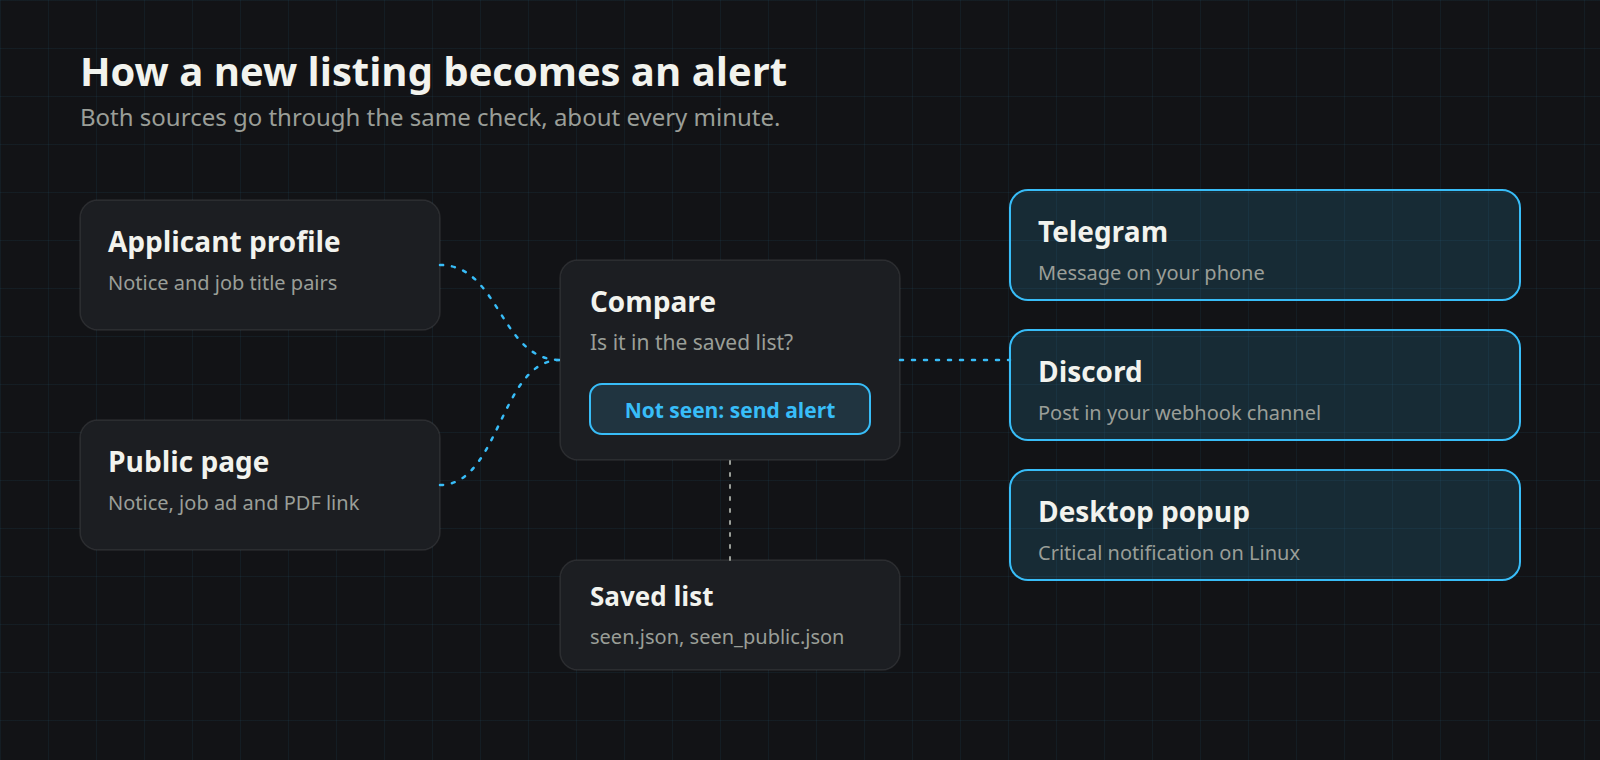 How a new listing becomes an alert
Both sources go through the same check, about every minute.
Applicant profile
Notice and job title pairs
Public page
Notice, job ad and PDF link
Compare
Is it in the saved list?
Not seen: send alert
Saved list
seen.json, seen_public.json
Telegram
Message on your phone
Discord
Post in your webhook channel
Desktop popup
Critical notification on Linux